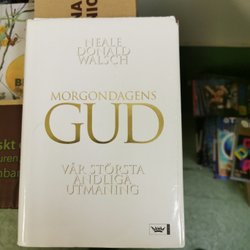 NEALE
DONALD
WALSCH
MORGONDAGENS
GUD
VÅR STÖRSTA
ANDLIGA
UTMANING